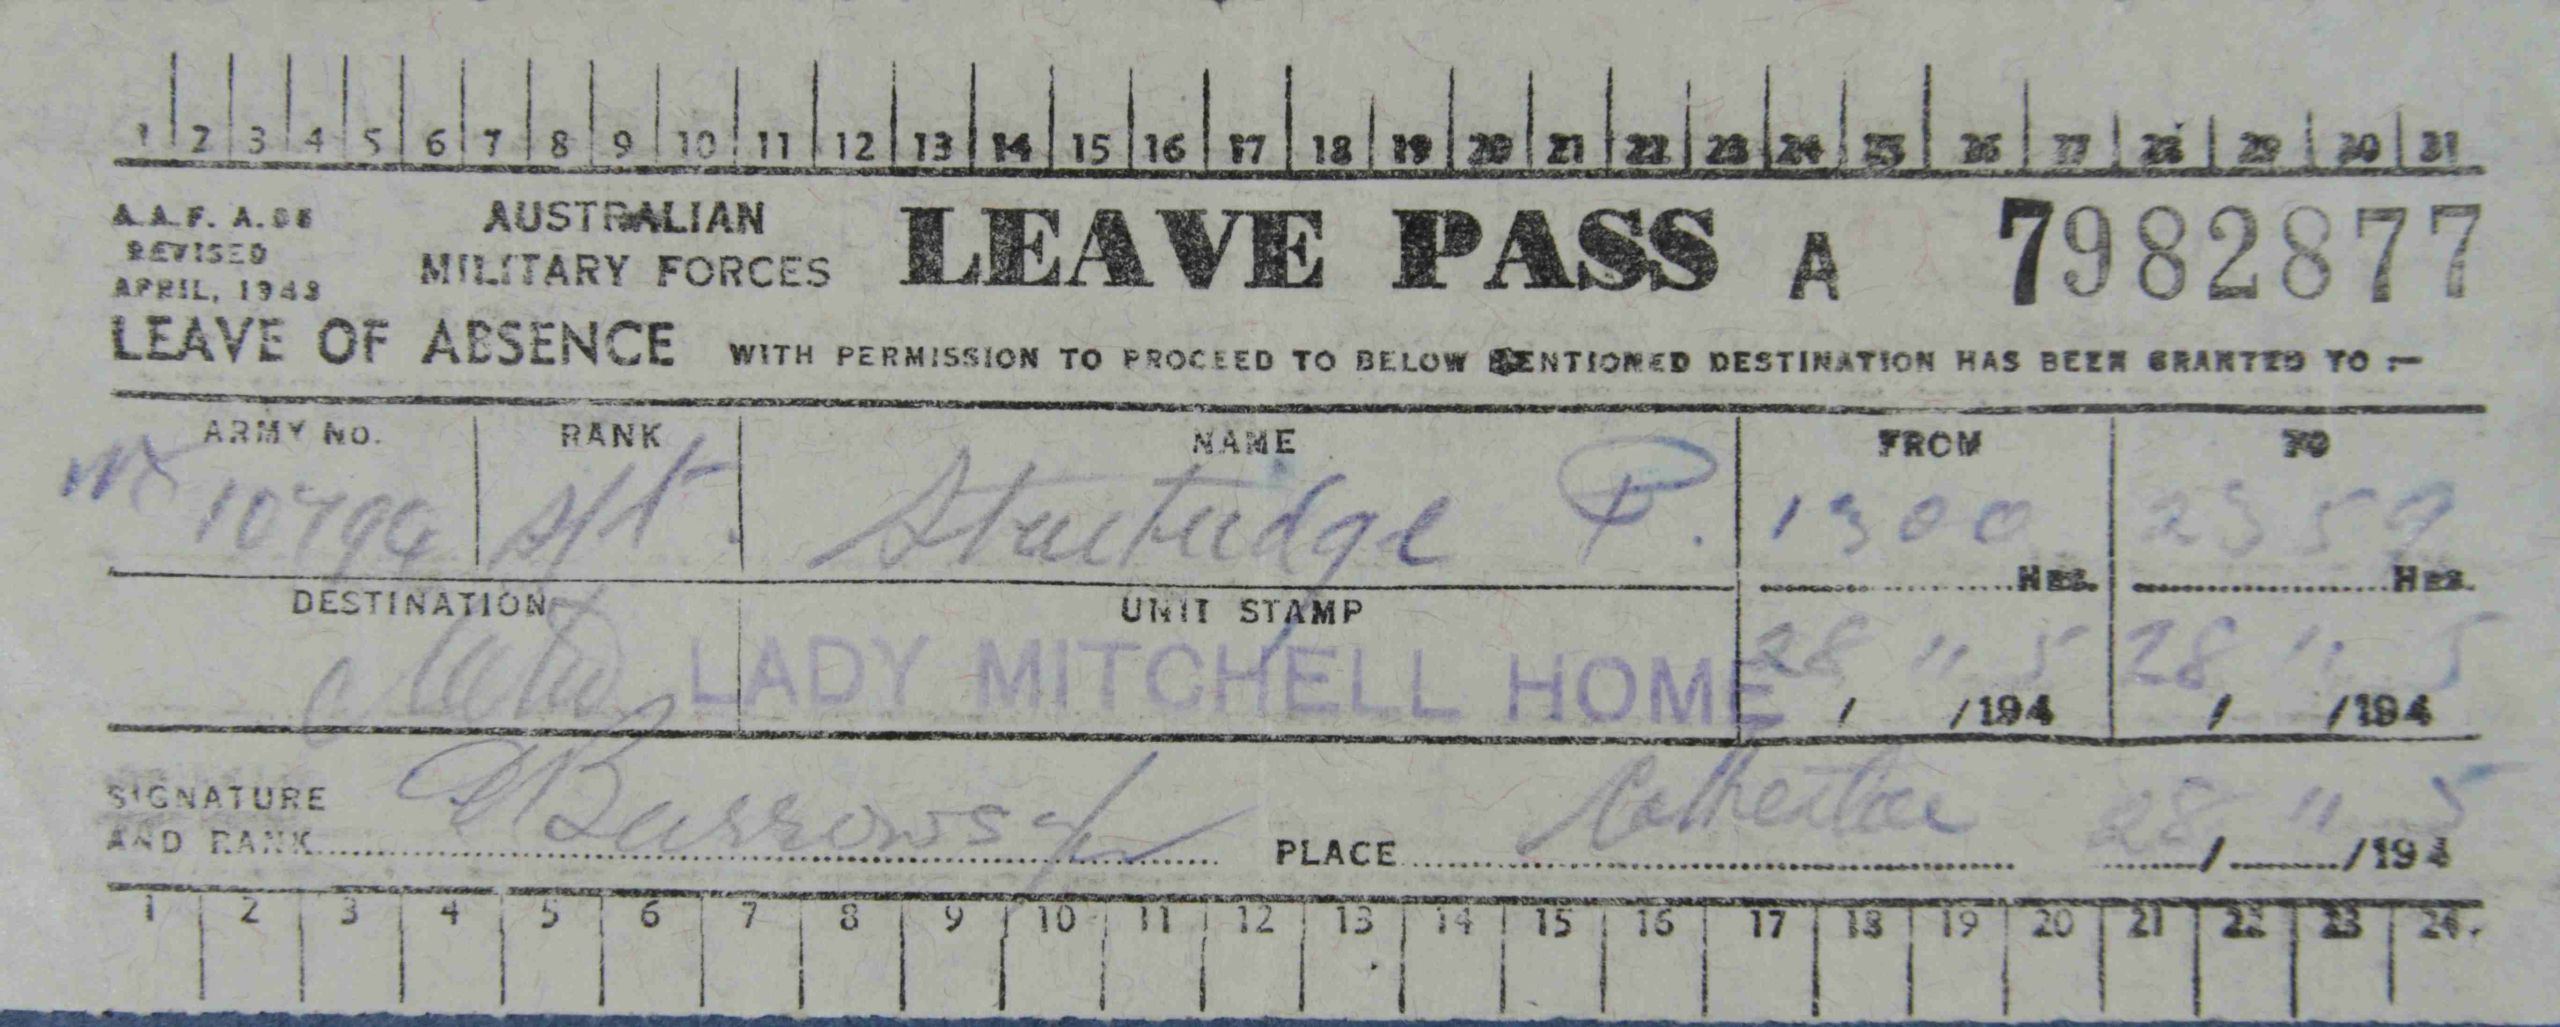 1 2 3 4 5 6 7 8 9 10 11 12 13 14 15 16 17 18 19 20 21 22 23 24 25 26 27 28 29 30 31
A.A.F. A.
REVISED
APRIL, 1943
AUSTRALIAN
MILITARY FORCES
LEAVE PASS A 7982877
LEAVE OF ABSENCE WITH PERMISSION TO PROCEED TO BELOW MENTIONED DESTINATION HAS BEEN GRANTED TO :—
ARMY NO. RANK NAME FROM TO
10794 P. 1300 2359
HRS. HRS.
DESTINATION UNIT STAMP
LADY MITCHELL HOME 28 " 5 28 " 5
/ /194 / /194
SIGNATURE
AND RANK Burrows PLACE 28 / " /194 5
1 2 3 4 5 6 7 8 9 10 11 12 13 14 15 16 17 18 19 20 21 22 23 24.